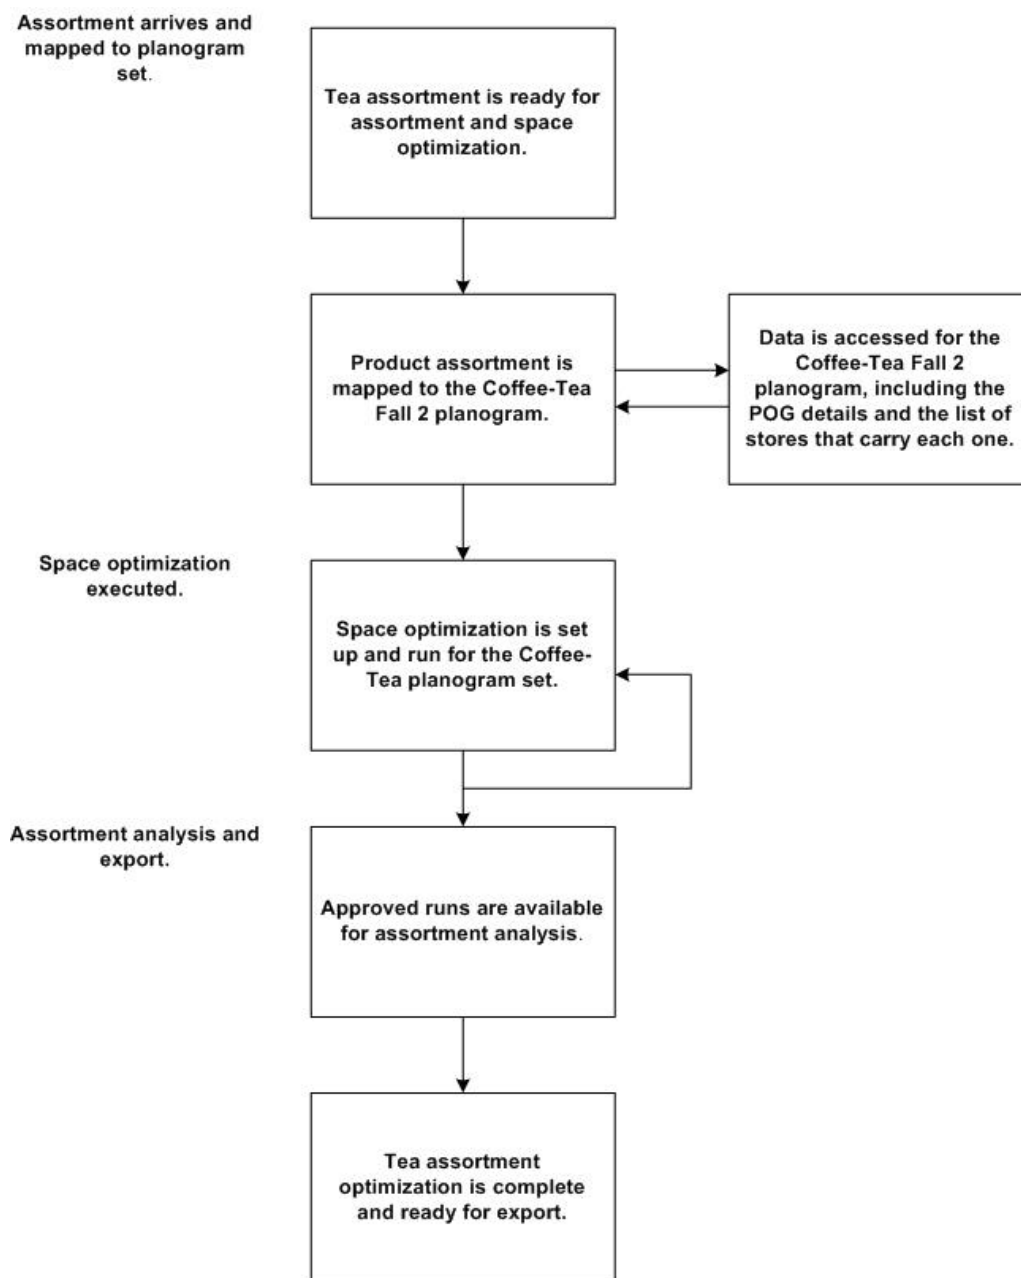 Assortment arrives and
mapped to planogram
set.
Tea assortment is ready for
assortment and space
optimization.
Product assortment is
mapped to the Coffee-Tea
Fall 2 planogram.
Data is accessed for the
Coffee-Tea Fall 2
planogram, including the
POG details and the list of
stores that carry each one.
Space optimization
executed.
Space optimization is set
up and run for the Coffee-
Tea planogram set.
Assortment analysis and
export.
Approved runs are available
for assortment analysis.
Tea assortment
optimization is complete
and ready for export.